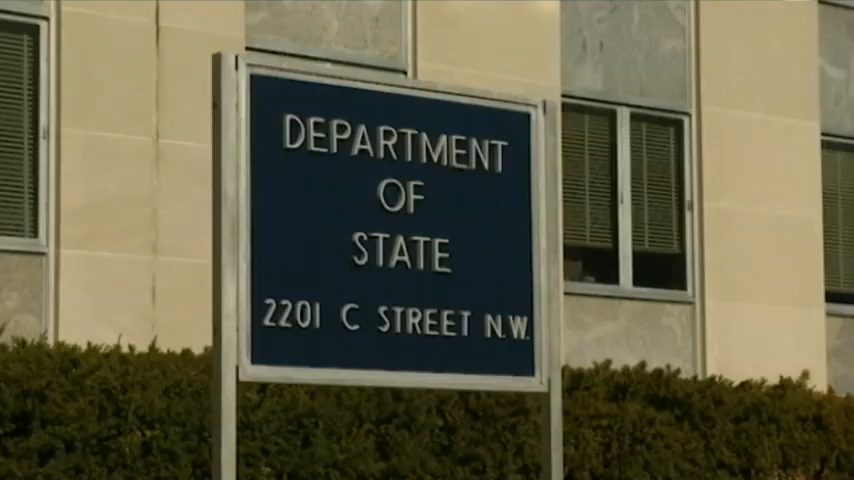 DEPARTMENT
OF
STATE
2201 C STREET N.W.